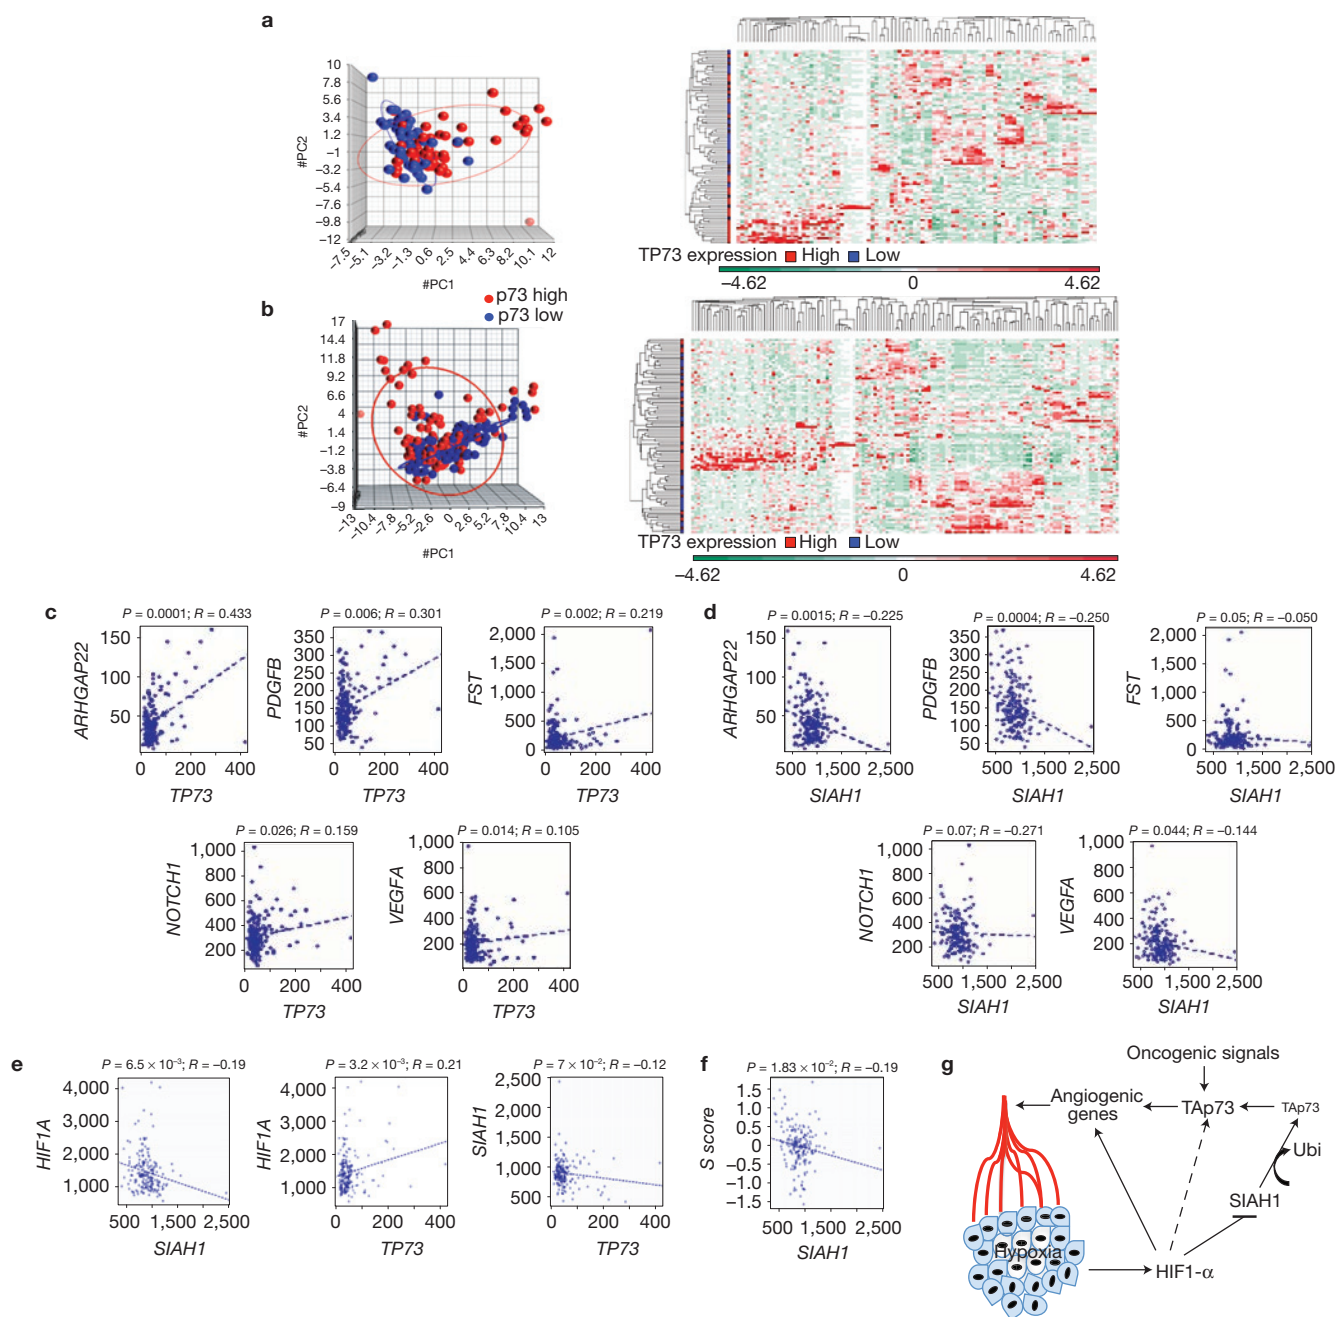 a
10
7.8
5.6
3.4
1.2
−1
−3.2
−5.4
−7.6
−9.8
−12
#PC2
−7.5
−5.1
−3.2
−1.3
0.6
2.5
4.4
6.3
8.2
10.1
12
#PC1
TP73 expression High Low
−4.62 0 4.62
p73 high
p73 low
b
17
14.4
11.8
9.2
6.6
4
1.4
−1.2
−3.8
−6.4
−9
#PC2
−13
−10.4
−7.8
−5.2
−2.6
0
2.6
5.2
7.8
10.4
13
#PC1
TP73 expression High Low
−4.62 0 4.62
c
P = 0.0001; R = 0.433
ARHGAP22
150
100
50
0 200 400
TP73
P = 0.006; R = 0.301
PDGFB
350
300
250
200
150
100
50
0 200 400
TP73
P = 0.002; R = 0.219
FST
2,000
1,500
1,000
500
0
0 200 400
TP73
P = 0.026; R = 0.159
NOTCH1
1,000
800
600
400
200
0 200 400
TP73
P = 0.014; R = 0.105
VEGFA
1,000
800
600
400
200
0 200 400
TP73
d
P = 0.0015; R = −0.225
ARHGAP22
150
100
50
500 1,500 2,500
SIAH1
P = 0.0004; R = −0.250
PDGFB
350
300
250
200
150
100
50
500 1,500 2,500
SIAH1
P = 0.05; R = −0.050
FST
2,000
1,500
1,000
500
0
500 1,500 2,500
SIAH1
P = 0.07; R = −0.271
NOTCH1
1,000
800
600
400
200
500 1,500 2,500
SIAH1
P = 0.044; R = −0.144
VEGFA
1,000
800
600
400
200
500 1,500 2,500
SIAH1
e
P = 6.5 × 10⁻³; R = −0.19
HIF1A
4,000
3,000
2,000
1,000
500 1,500 2,500
SIAH1
P = 3.2 × 10⁻³; R = 0.21
HIF1A
4,000
3,000
2,000
1,000
0 200 400
TP73
P = 7 × 10⁻²; R = −0.12
SIAH1
2,500
2,000
1,500
1,000
500
0 200 400
TP73
f
P = 1.83 × 10⁻²; R = −0.19
S score
1.5
1.0
0.5
0
−0.5
−1.0
−1.5
500 1,500 2,500
SIAH1
g
Oncogenic signals
Angiogenic
genes
TAp73
TAp73
Ubi
SIAH1
Hypoxia
HIF1-α